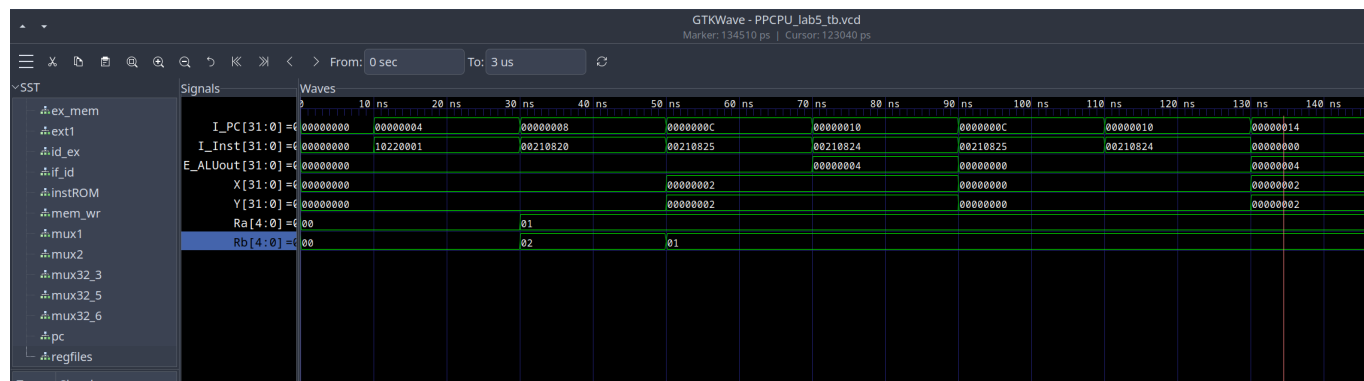 GTKWave - PPCPU_lab5_tb.vcd
Marker: 134510 ps | Cursor: 123040 ps
From: 0 sec To: 3 us
SST
ex_mem
ext1
id_ex
if_id
instROM
mem_wr
mux1
mux2
mux32_3
mux32_5
mux32_6
pc
regfiles
Signals
I_PC[31:0] =
I_Inst[31:0] =
E_ALUout[31:0] =
X[31:0] =
Y[31:0] =
Ra[4:0] =
Rb[4:0] =
Waves
10 ns 20 ns 30 ns 40 ns 50 ns 60 ns 70 ns 80 ns 90 ns 100 ns 110 ns 120 ns 130 ns 140 ns
00000000 00000004 00000008 0000000C 00000010 0000000C 00000010 00000014
00000000 10220001 00210820 00210825 00210824 00210825 00210824 00000000
00000000 00000004 00000000 00000004
00000000 00000002 00000000 00000002
00000000 00000002 00000000 00000002
00 01
00 02 01